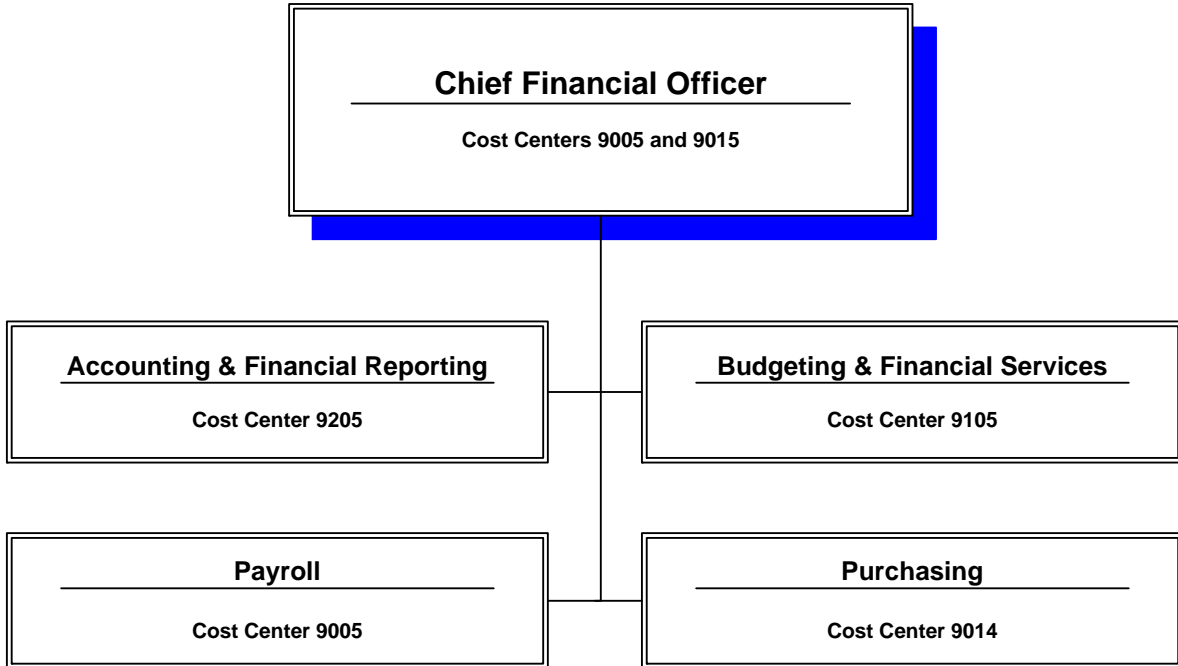 Chief Financial Officer
Cost Centers 9005 and 9015
Accounting & Financial Reporting
Cost Center 9205
Budgeting & Financial Services
Cost Center 9105
Payroll
Cost Center 9005
Purchasing
Cost Center 9014